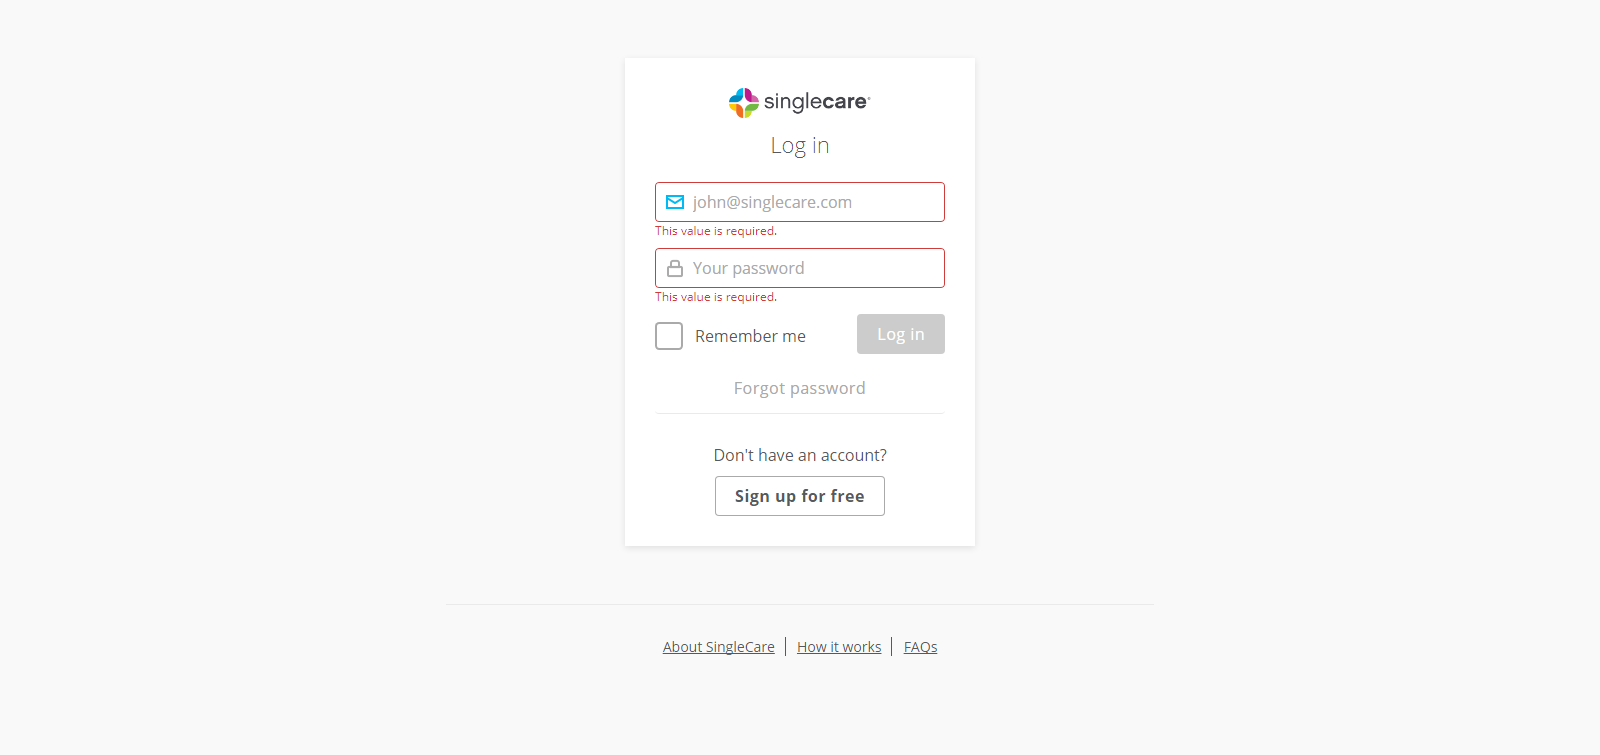 singlecare®
Log in
john@singlecare.com
This value is required.
Your password
This value is required.
Remember me
Log in
Forgot password
Don't have an account?
Sign up for free
About SingleCare | How it works | FAQs